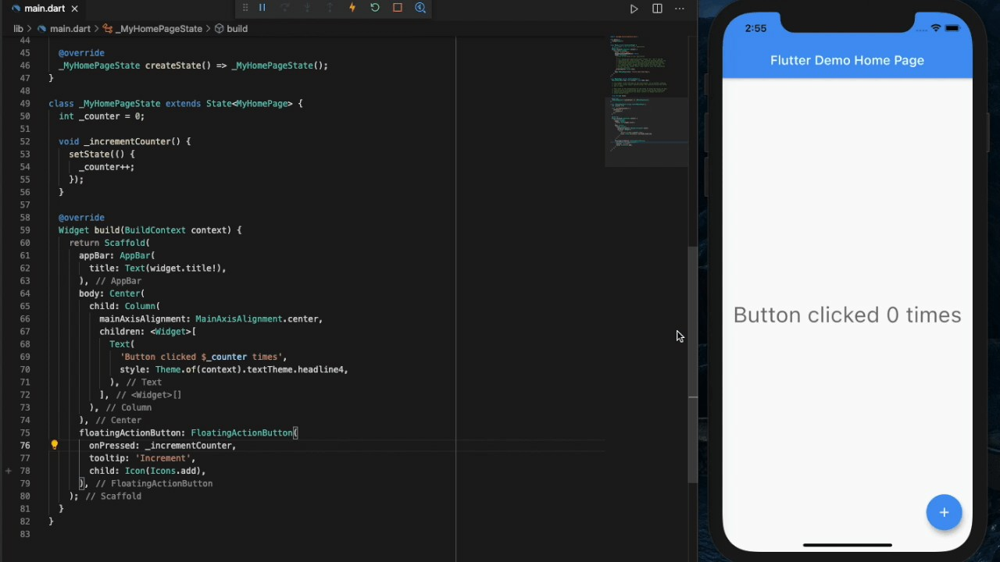 main.dart
lib > main.dart > _MyHomePageState > build
44
45 @override
46 _MyHomePageState createState() => _MyHomePageState();
47 }
48
49 class _MyHomePageState extends State<MyHomePage> {
50 int _counter = 0;
51
52 void _incrementCounter() {
53 setState(() {
54 _counter++;
55 });
56 }
57
58 @override
59 Widget build(BuildContext context) {
60 return Scaffold(
61 appBar: AppBar(
62 title: Text(widget.title!),
63 ), // AppBar
64 body: Center(
65 child: Column(
66 mainAxisAlignment: MainAxisAlignment.center,
67 children: <Widget>[
68 Text(
69 'Button clicked $_counter times',
70 style: Theme.of(context).textTheme.headline4,
71 ), // Text
72 ], // <Widget>[]
73 ), // Column
74 ), // Center
75 floatingActionButton: FloatingActionButton(
76 onPressed: _incrementCounter,
77 tooltip: 'Increment',
78 child: Icon(Icons.add),
79 ), // FloatingActionButton
80 ); // Scaffold
81 }
82 }
83
2:55
Flutter Demo Home Page
Button clicked 0 times
+